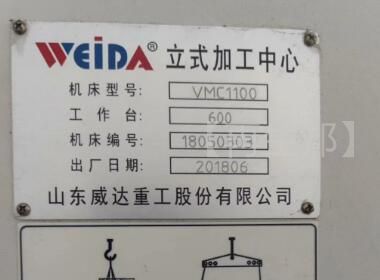 WEIDA® 立式加工中心
机床型号: VMC1100
工作台: 600
机床编号: 18050303
出厂日期: 201806
山东威达重工股份有限公司